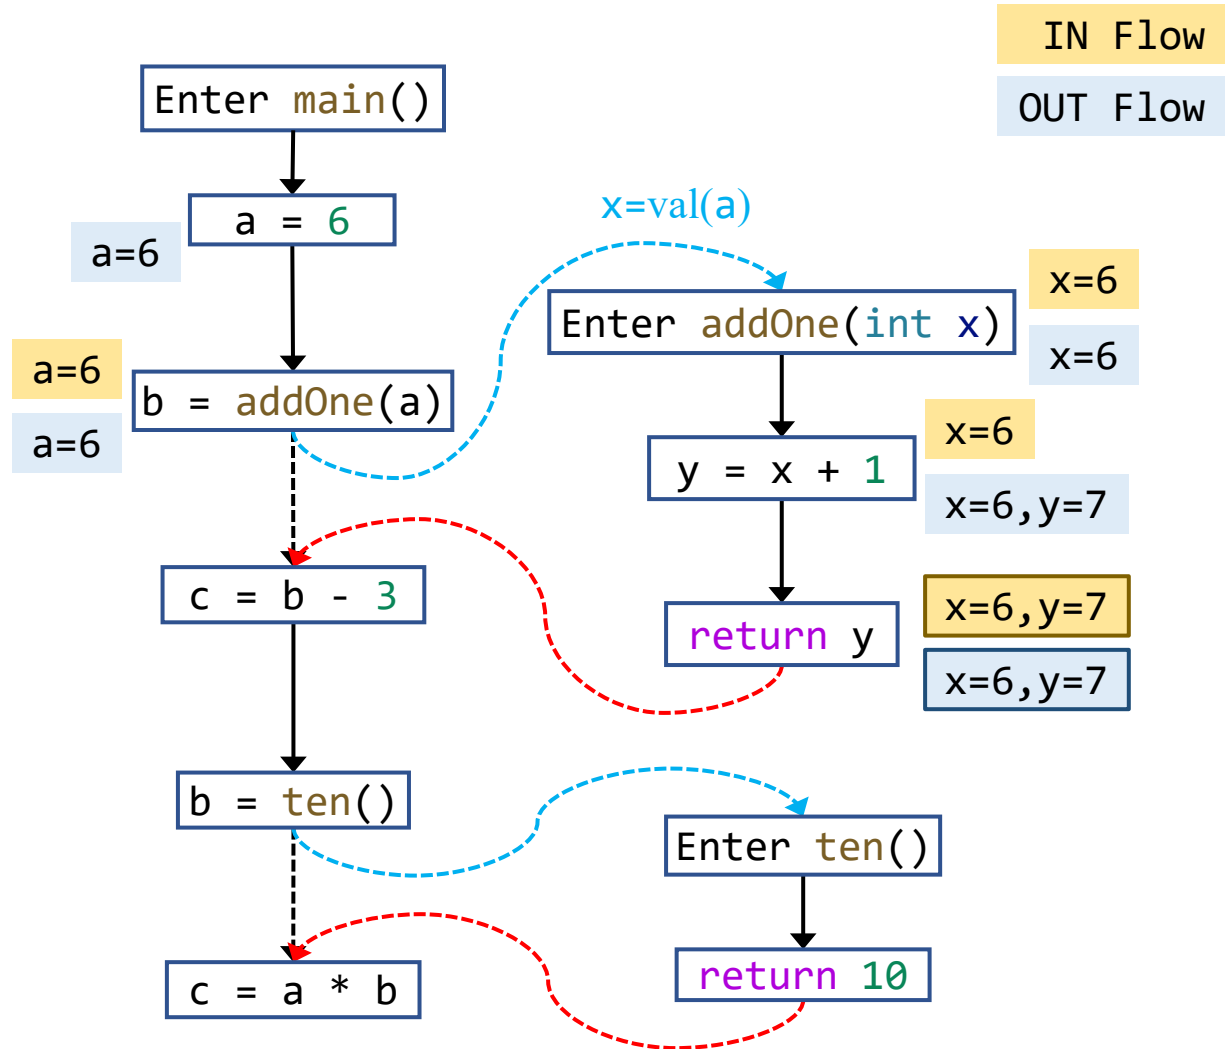 IN Flow
OUT Flow
Enter main()
a = 6
a=6
x=val(a)
x=6
Enter addOne(int x)
x=6
a=6
b = addOne(a)
a=6
x=6
y = x + 1
x=6,y=7
c = b - 3
x=6,y=7
return y
x=6,y=7
b = ten()
Enter ten()
c = a * b
return 10